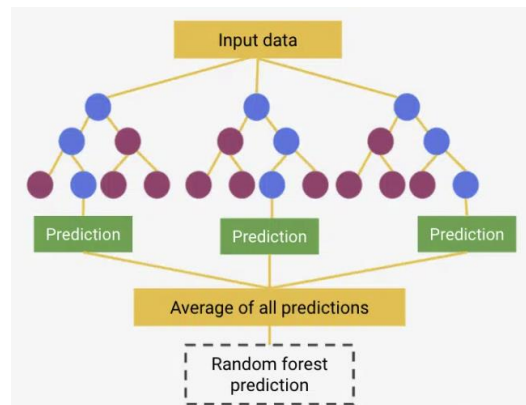 Input data
Prediction
Prediction
Prediction
Average of all predictions
Random forest
prediction